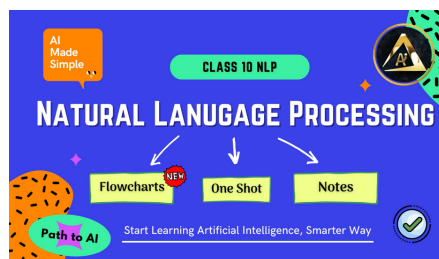 AI
Made
Simple
CLASS 10 NLP
Ai
NATURAL LANUGAGE PROCESSING
Flowcharts
NEW
One Shot
Notes
Path to AI
Start Learning Artificial Intelligence, Smarter Way